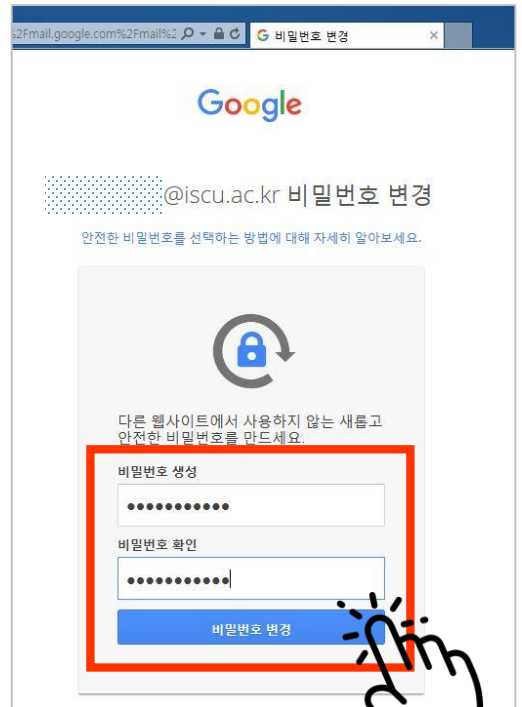 2Fmail.google.com%2Fmail%2
G 비밀번호 변경
Google
@iscu.ac.kr 비밀번호 변경
안전한 비밀번호를 선택하는 방법에 대해 자세히 알아보세요.
다른 웹사이트에서 사용하지 않는 새롭고
안전한 비밀번호를 만드세요.
비밀번호 생성
●●●●●●●●●●●
비밀번호 확인
●●●●●●●●●●●
비밀번호 변경